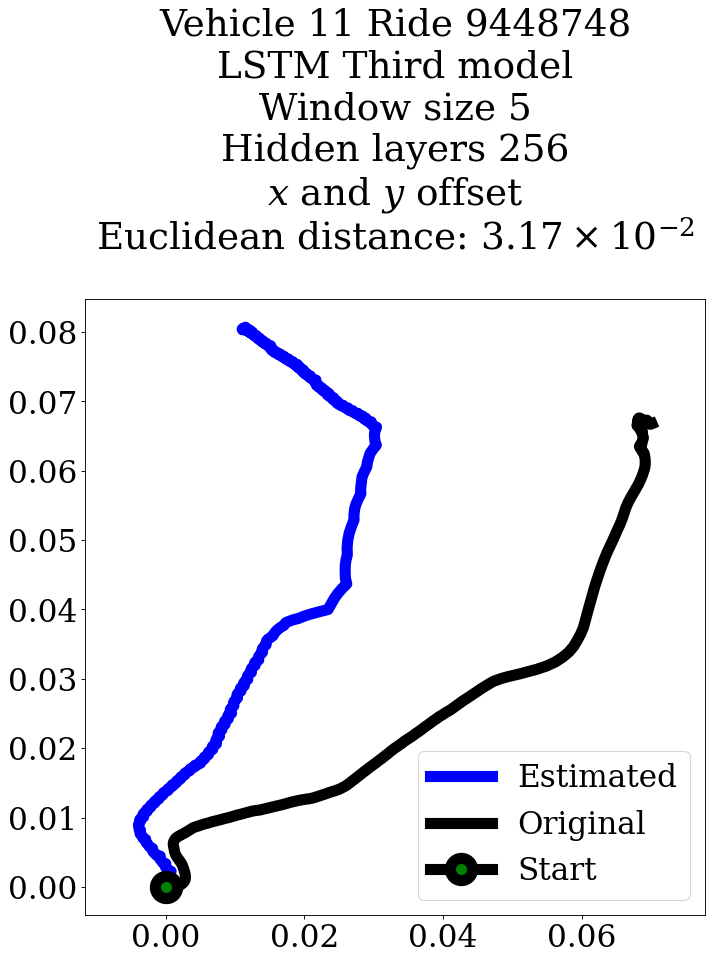 Vehicle 11 Ride 9448748
LSTM Third model
Window size 5
Hidden layers 256
x and y offset
Euclidean distance: 3.17 × 10⁻²
0.08
0.07
0.06
0.05
0.04
0.03
0.02
0.01
0.00
Estimated
Original
Start
0.00 0.02 0.04 0.06